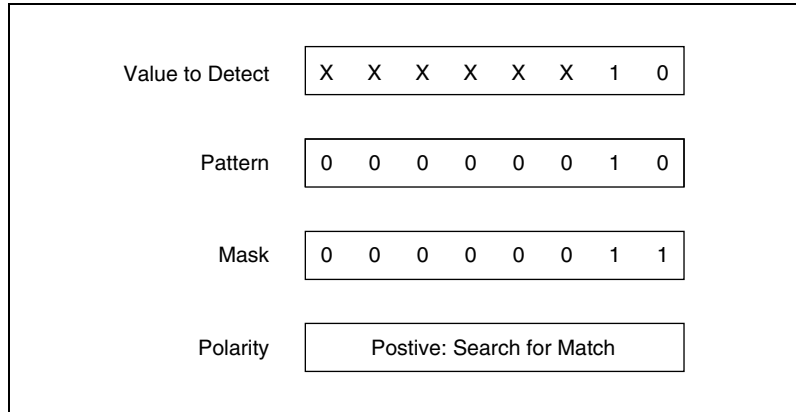 Value to Detect X X X X X X 1 0
Pattern 0 0 0 0 0 0 1 0
Mask 0 0 0 0 0 0 1 1
Polarity Postive: Search for Match